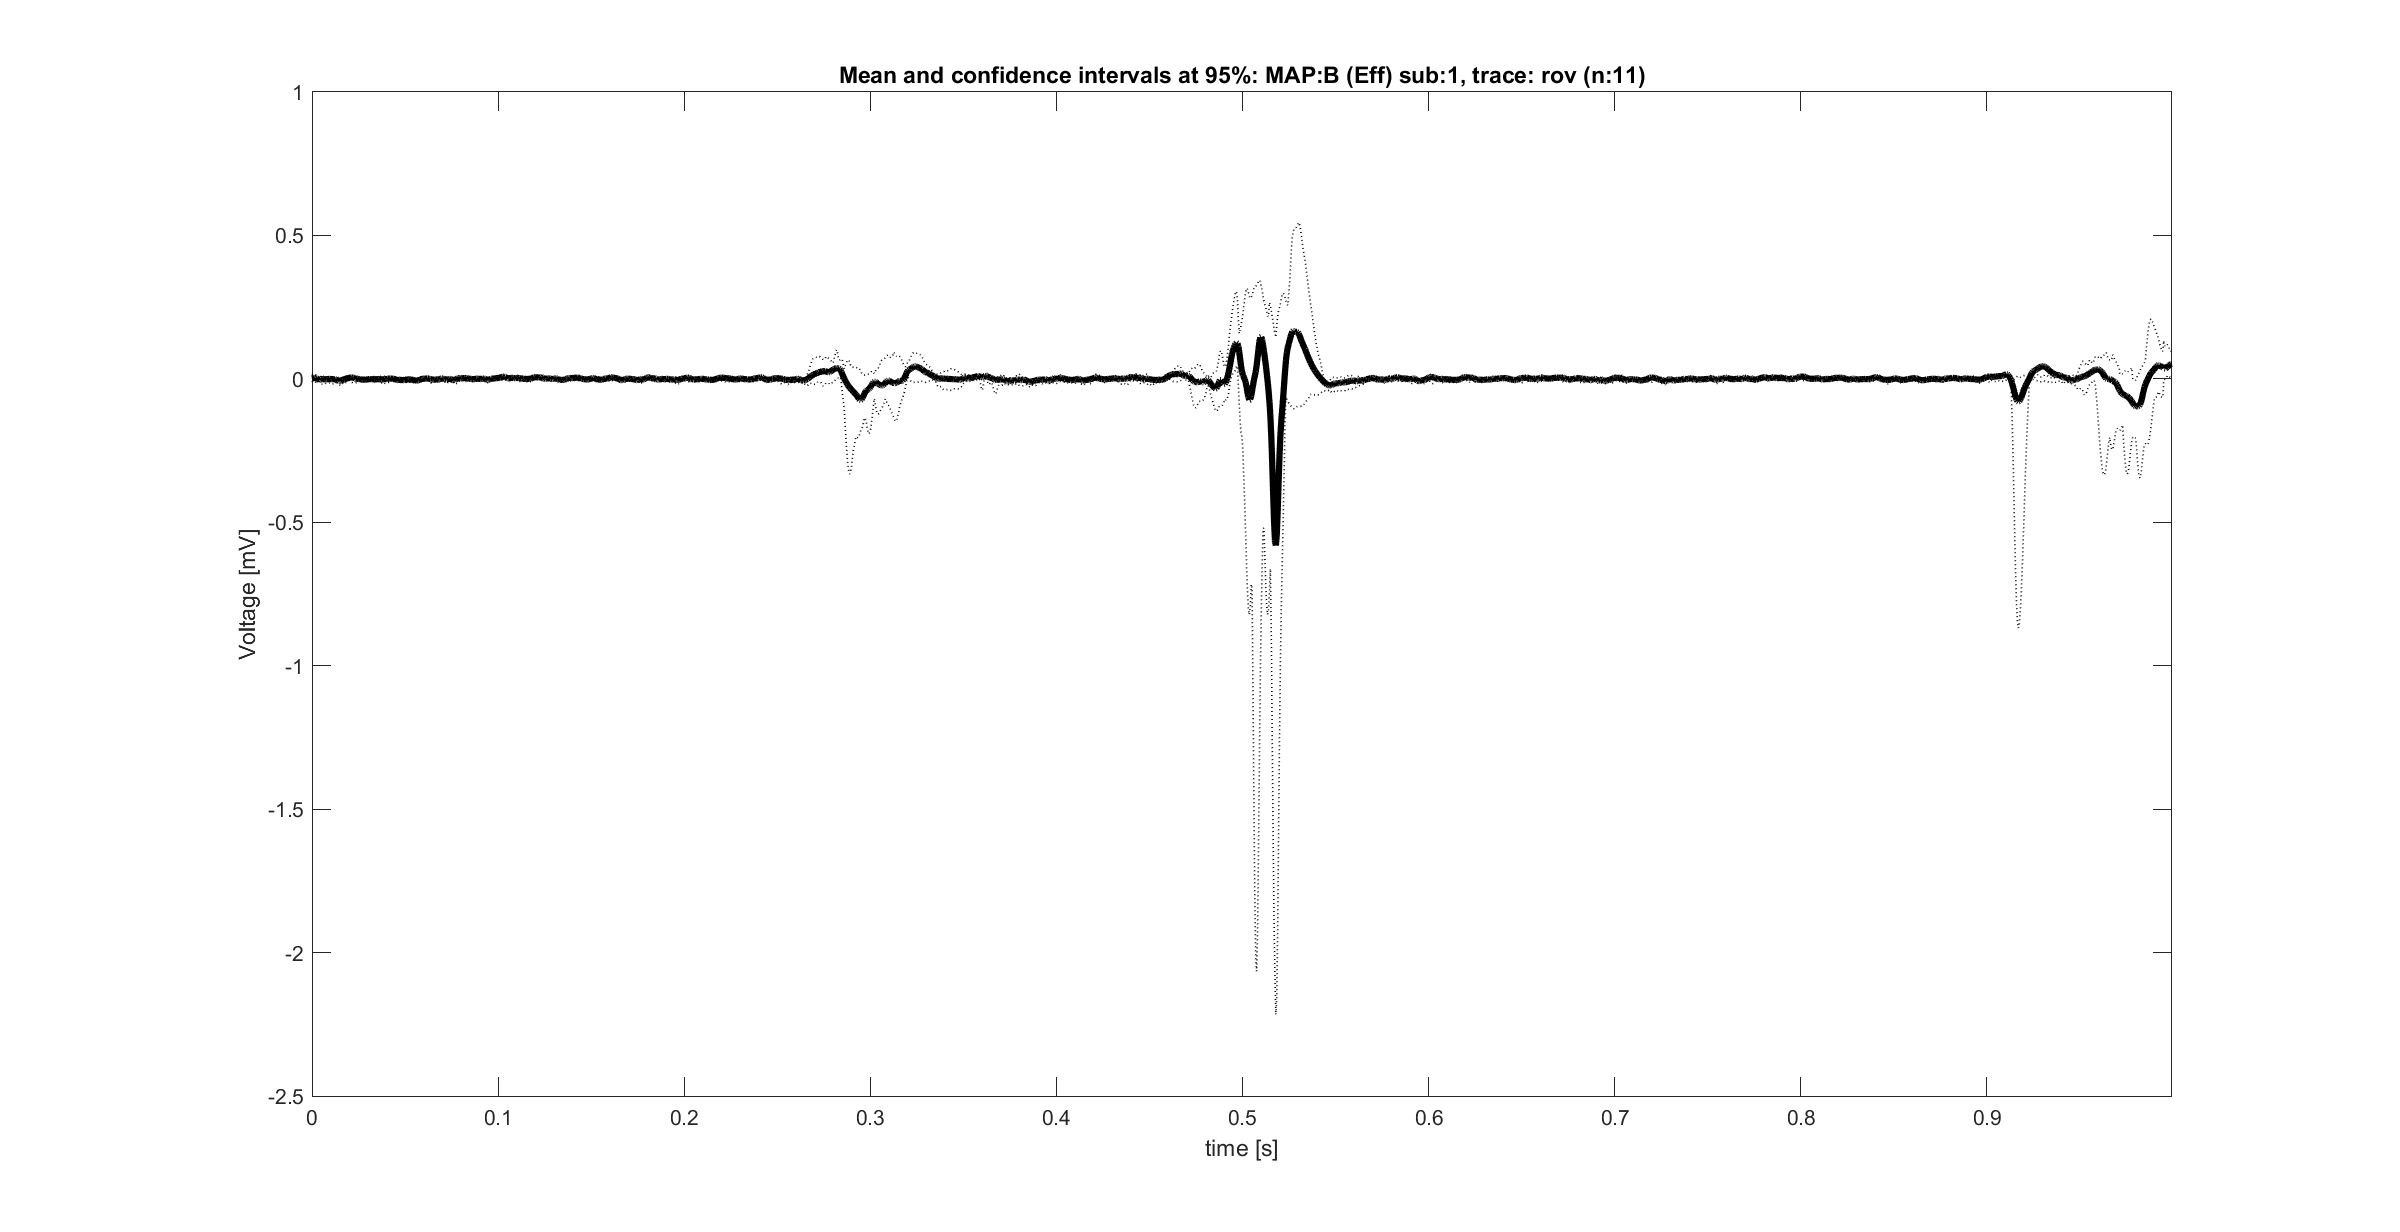 Mean and confidence intervals at 95%: MAP:B (Eff) sub:1, trace: rov (n:11)
1
0.5
0
-0.5
-1
-1.5
-2
-2.5
Voltage [mV]
0 0.1 0.2 0.3 0.4 0.5 0.6 0.7 0.8 0.9
time [s]